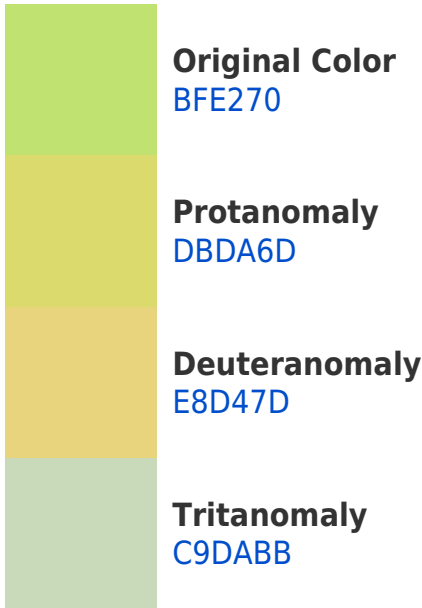 Original Color
BFE270
Protanomaly
DBDA6D
Deuteranomaly
E8D47D
Tritanomaly
C9DABB